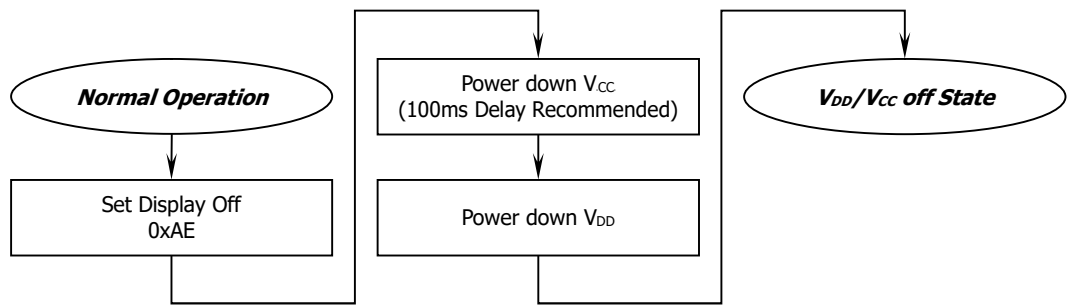 Normal Operation
Set Display Off
0xAE
Power down VCC
(100ms Delay Recommended)
Power down VDD
VDD/VCC off State